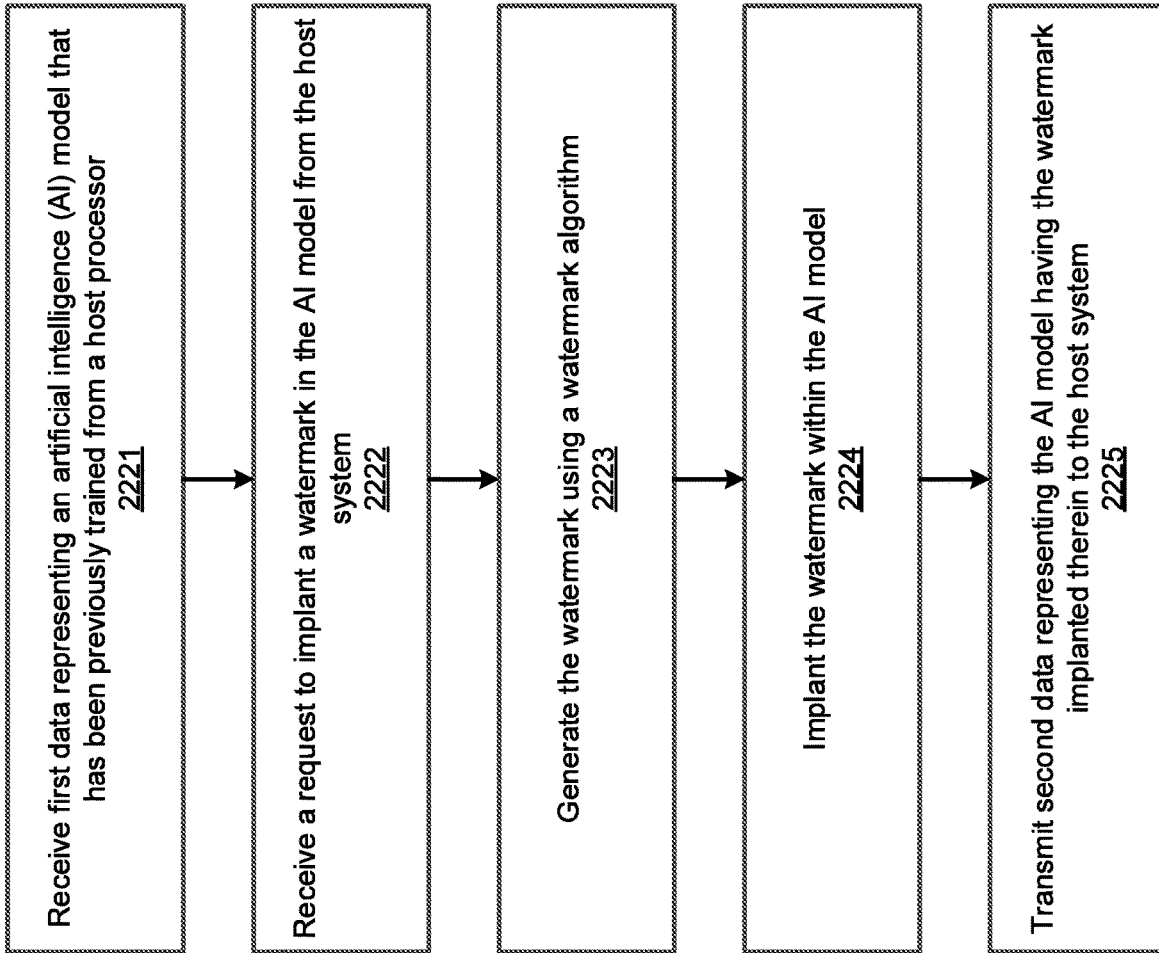 Receive first data representing an artificial intelligence (AI) model that
has been previously trained from a host processor
2221
Receive a request to implant a watermark in the AI model from the host
system
2222
Generate the watermark using a watermark algorithm
2223
Implant the watermark within the AI model
2224
Transmit second data representing the AI model having the watermark
implanted therein to the host system
2225